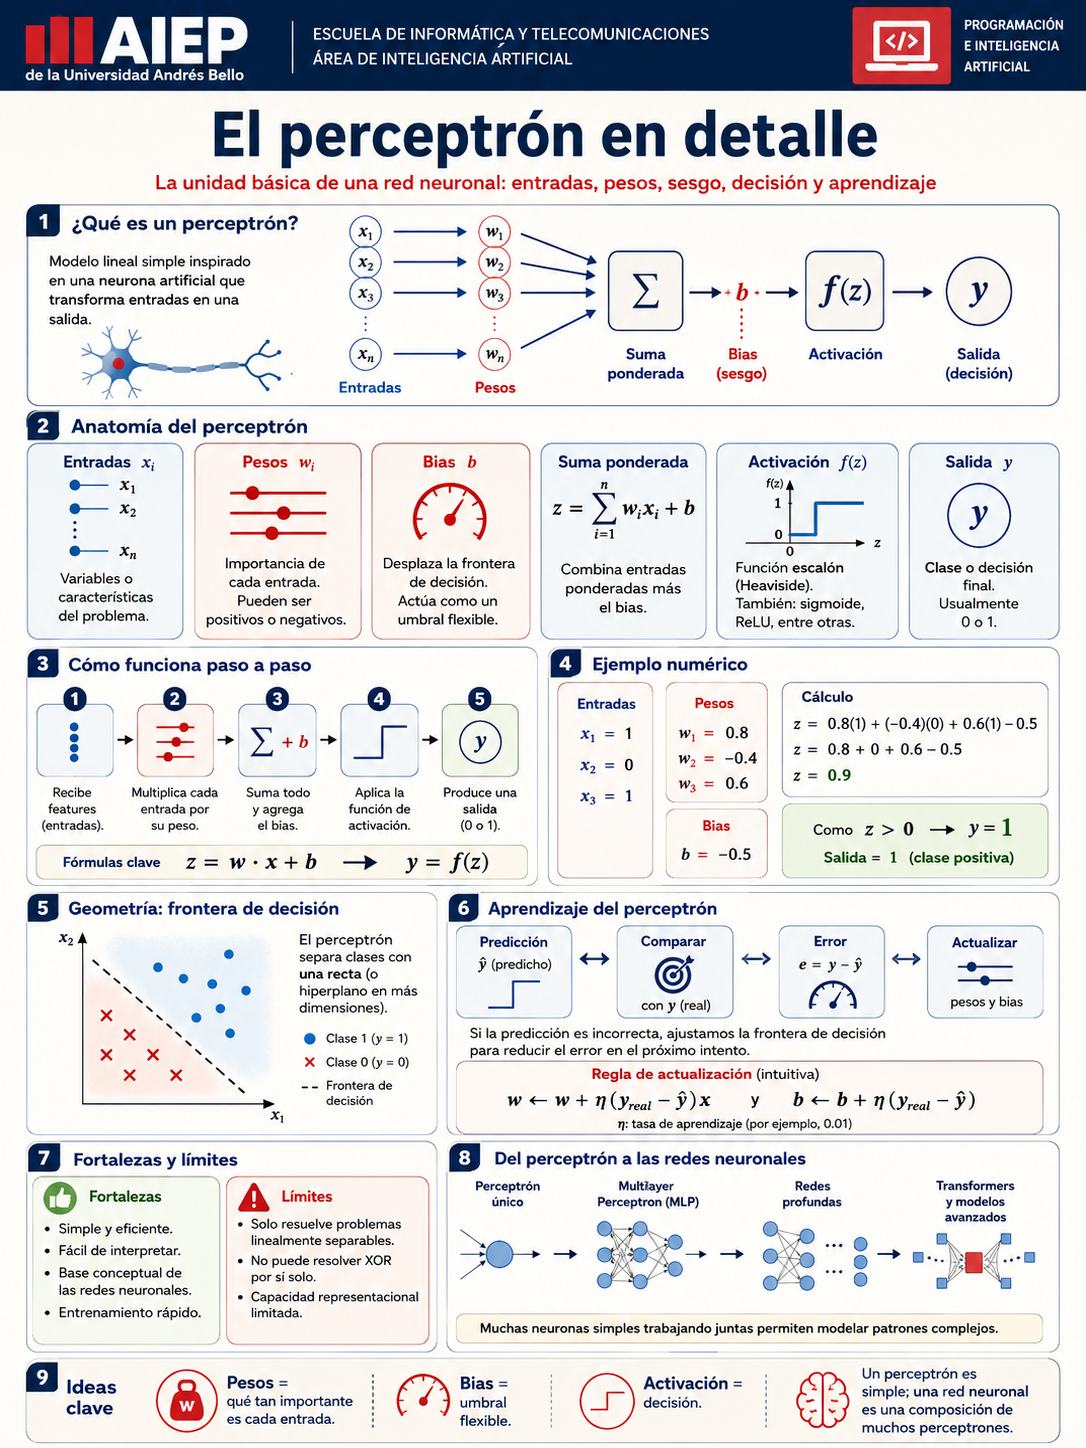 AIEP
de la Universidad Andrés Bello
ESCUELA DE INFORMÁTICA Y TELECOMUNICACIONES
ÁREA DE INTELIGENCIA ARTIFICIAL
</>
PROGRAMACIÓN
E INTELIGENCIA
ARTIFICIAL
El perceptrón en detalle
La unidad básica de una red neuronal: entradas, pesos, sesgo, decisión y aprendizaje
1 ¿Qué es un perceptrón?
Modelo lineal simple inspirado
en una neurona artificial que
transforma entradas en una
salida.
x₁ w₁
x₂ w₂
x₃ w₃
⋮ ⋮
xₙ wₙ
Entradas
Pesos
Σ
Suma
ponderada
b
Bias
(sesgo)
f(z)
Activación
y
Salida
(decisión)
2 Anatomía del perceptrón
Entradas xᵢ
x₁
x₂
⋮
xₙ
Variables o
características
del problema.
Pesos wᵢ
Importancia de
cada entrada.
Pueden ser
positivos o negativos.
Bias b
Desplaza la frontera
de decisión.
Actúa como un
umbral flexible.
Suma ponderada
z = Σⁿᵢ₌₁ wᵢxᵢ + b
Combina entradas
ponderadas más
el bias.
Activación f(z)
f(z)
1
0
0
z
Función escalón
(Heaviside).
También: sigmoide,
ReLU, entre otras.
Salida y
y
Clase o decisión
final.
Usualmente
0 o 1.
3 Cómo funciona paso a paso
1
Recibe
features
(entradas).
2
Multiplica cada
entrada por
su peso.
3
Σ + b
Suma todo
y agrega
el bias.
4
Aplica la
función de
activación.
5
y
Produce una
salida
(0 o 1).
Fórmulas clave z = w · x + b → y = f(z)
4 Ejemplo numérico
Entradas
x₁ = 1
x₂ = 0
x₃ = 1
Pesos
w₁ = 0.8
w₂ = −0.4
w₃ = 0.6
Bias
b = −0.5
Cálculo
z = 0.8(1) + (−0.4)(0) + 0.6(1) − 0.5
z = 0.8 + 0 + 0.6 − 0.5
z = 0.9
Como z > 0 → y = 1
Salida = 1 (clase positiva)
5 Geometría: frontera de decisión
x₂
x₁
El perceptrón
separa clases con
una recta (o
hiperplano en más
dimensiones).
Clase 1 (y = 1)
Clase 0 (y = 0)
Frontera de
decisión
6 Aprendizaje del perceptrón
Predicción
ŷ (predicho)
Comparar
con y (real)
Error
e = y − ŷ
Actualizar
pesos y bias
Si la predicción es incorrecta, ajustamos la frontera de decisión
para reducir el error en el próximo intento.
Regla de actualización (intuitiva)
w ← w + η (y_real − ŷ) x y b ← b + η (y_real − ŷ)
η: tasa de aprendizaje (por ejemplo, 0.01)
7 Fortalezas y límites
Fortalezas
• Simple y eficiente.
• Fácil de interpretar.
• Base conceptual de
las redes neuronales.
• Entrenamiento rápido.
Límites
• Solo resuelve problemas
linealmente separables.
• No puede resolver XOR
por sí solo.
• Capacidad representacional
limitada.
8 Del perceptrón a las redes neuronales
Perceptrón
único
Multilayer
Perceptron (MLP)
Redes
profundas
Transformers
y modelos
avanzados
Muchas neuronas simples trabajando juntas permiten modelar patrones complejos.
9 Ideas
clave
w
Pesos =
qué tan importante
es cada entrada.
Bias =
umbral
flexible.
Activación =
decisión.
Un perceptrón es
simple; una red neuronal
es una composición de
muchos perceptrones.